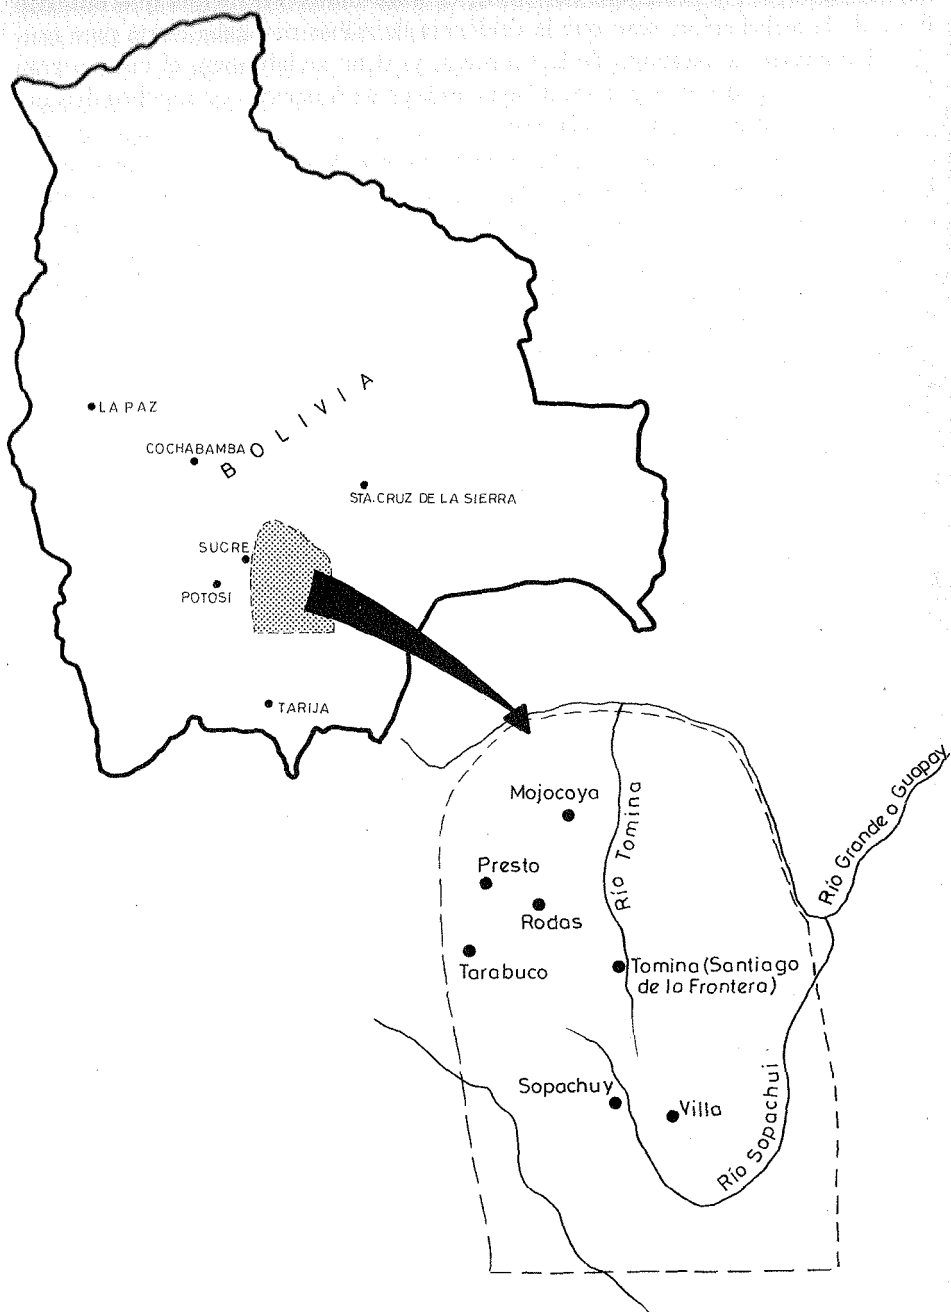 LA PAZ
COCHABAMBA
BOLIVIA
STA. CRUZ DE LA SIERRA
SUCRE
POTOSI
TARIJA
Mojocoya
Río Tomina
Río Grande o Guapay
Presto
Rodas
Tarabuco
Tomina (Santiago
de la Frontera)
Sopachuy
Villa
Río Sopachui